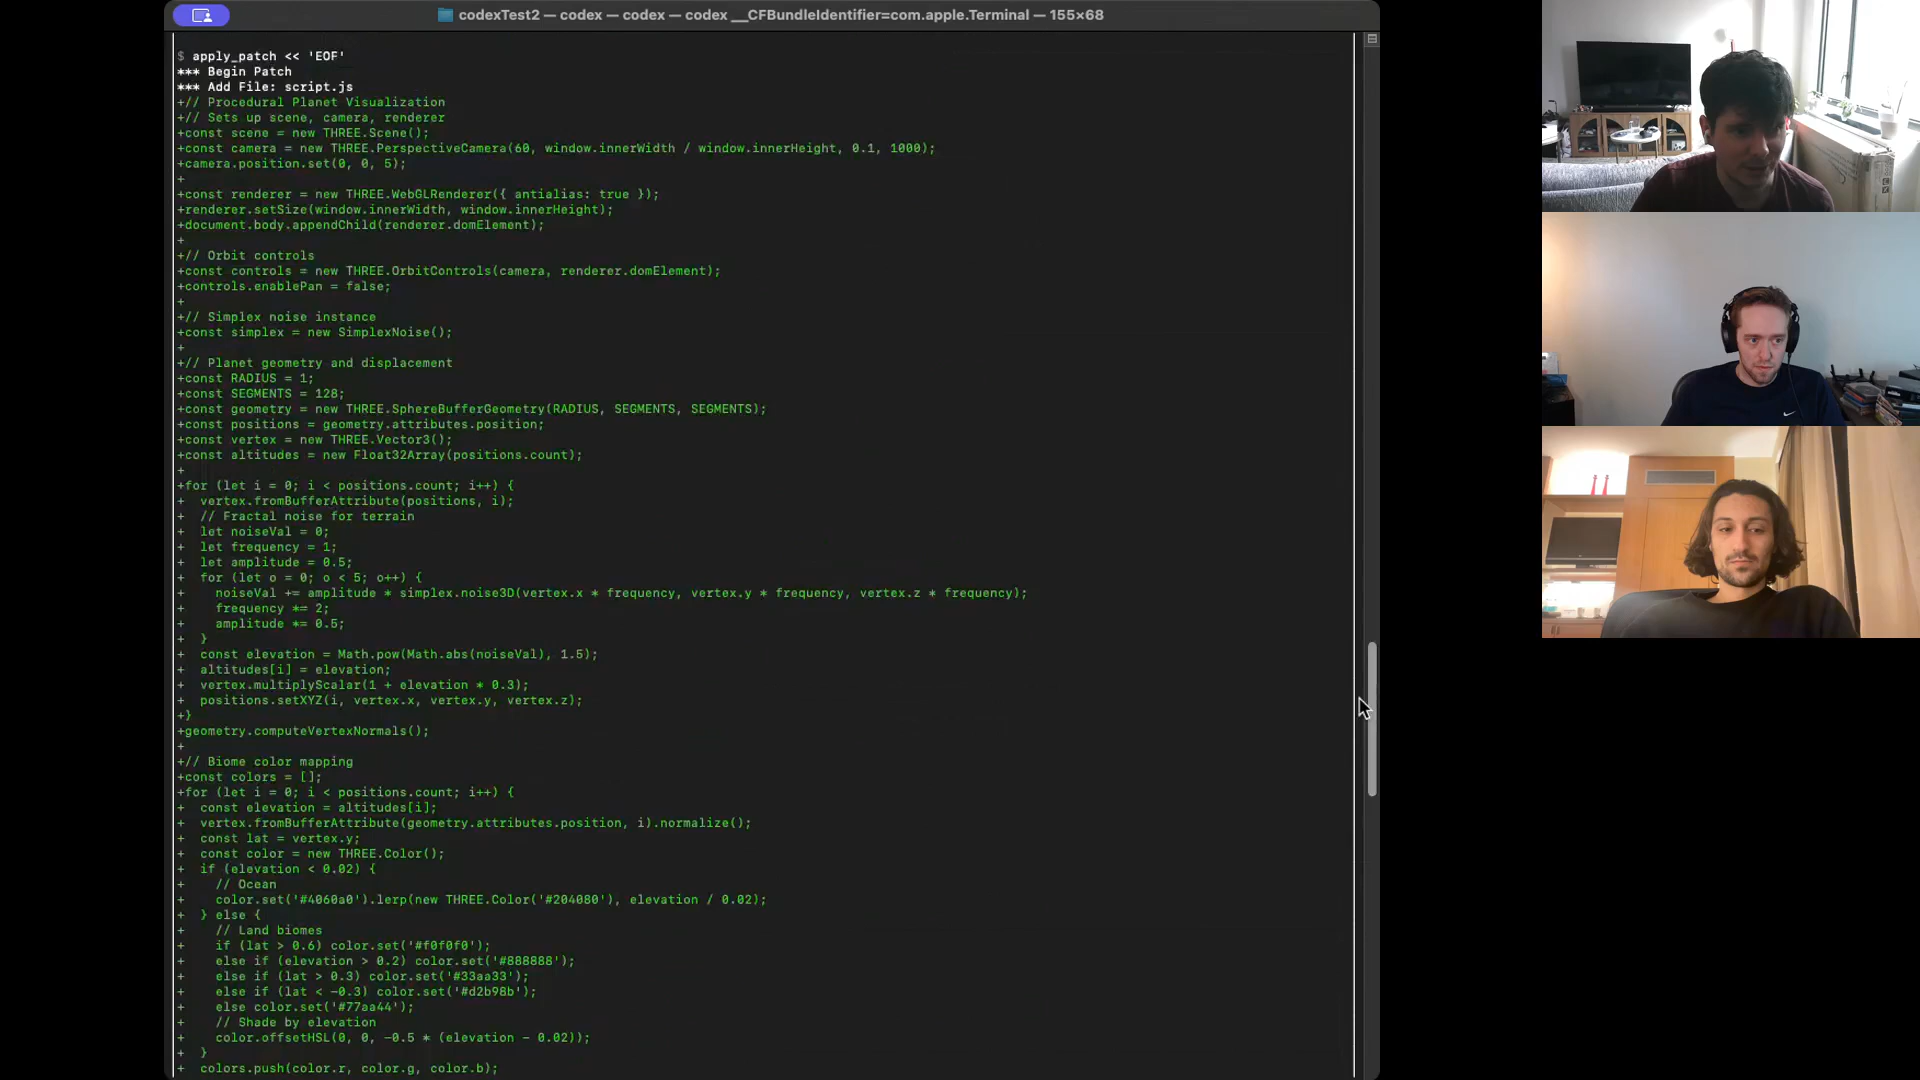 codexTest2 — codex — codex — codex __CFBundleIdentifier=com.apple.Terminal — 155×68
$ apply_patch << 'EOF'
*** Begin Patch
*** Add File: script.js
+// Procedural Planet Visualization
+// Sets up scene, camera, renderer
+const scene = new THREE.Scene();
+const camera = new THREE.PerspectiveCamera(60, window.innerWidth / window.innerHeight, 0.1, 1000);
+camera.position.set(0, 0, 5);
+
+const renderer = new THREE.WebGLRenderer({ antialias: true });
+renderer.setSize(window.innerWidth, window.innerHeight);
+document.body.appendChild(renderer.domElement);
+
+// Orbit controls
+const controls = new THREE.OrbitControls(camera, renderer.domElement);
+controls.enablePan = false;
+
+// Simplex noise instance
+const simplex = new SimplexNoise();
+
+// Planet geometry and displacement
+const RADIUS = 1;
+const SEGMENTS = 128;
+const geometry = new THREE.SphereBufferGeometry(RADIUS, SEGMENTS, SEGMENTS);
+const positions = geometry.attributes.position;
+const vertex = new THREE.Vector3();
+const altitudes = new Float32Array(positions.count);
+
+for (let i = 0; i < positions.count; i++) {
+  vertex.fromBufferAttribute(positions, i);
+  // Fractal noise for terrain
+  let noiseVal = 0;
+  let frequency = 1;
+  let amplitude = 0.5;
+  for (let o = 0; o < 5; o++) {
+    noiseVal += amplitude * simplex.noise3D(vertex.x * frequency, vertex.y * frequency, vertex.z * frequency);
+    frequency *= 2;
+    amplitude *= 0.5;
+  }
+  const elevation = Math.pow(Math.abs(noiseVal), 1.5);
+  altitudes[i] = elevation;
+  vertex.multiplyScalar(1 + elevation * 0.3);
+  positions.setXYZ(i, vertex.x, vertex.y, vertex.z);
+}
+geometry.computeVertexNormals();
+
+// Biome color mapping
+const colors = [];
+for (let i = 0; i < positions.count; i++) {
+  const elevation = altitudes[i];
+  vertex.fromBufferAttribute(geometry.attributes.position, i).normalize();
+  const lat = vertex.y;
+  const color = new THREE.Color();
+  if (elevation < 0.02) {
+    // Ocean
+    color.set('#4060a0').lerp(new THREE.Color('#204080'), elevation / 0.02);
+  } else {
+    // Land biomes
+    if (lat > 0.6) color.set('#f0f0f0');
+    else if (elevation > 0.2) color.set('#888888');
+    else if (lat > 0.3) color.set('#33aa33');
+    else if (lat < -0.3) color.set('#d2b98b');
+    else color.set('#77aa44');
+    // Shade by elevation
+    color.offsetHSL(0, 0, -0.5 * (elevation - 0.02));
+  }
+  colors.push(color.r, color.g, color.b);